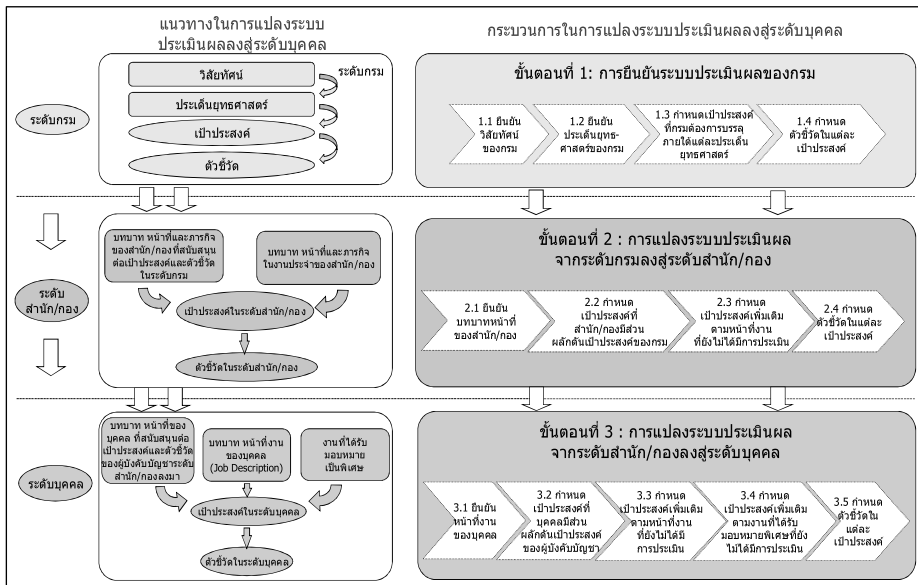 แนวทางในการแปลงระบบ
ประเมินผลลงสู่ระดับบุคคล
กระบวนการในการแปลงระบบประเมินผลลงสู่ระดับบุคคล
ระดับกรม
วิสัยทัศน์
ระดับกรม
ประเด็นยุทธศาสตร์
เป้าประสงค์
ตัวชี้วัด
ขั้นตอนที่ 1: การยืนยันระบบประเมินผลของกรม
1.1 ยืนยัน
วิสัยทัศน์
ของกรม
1.2 ยืนยัน
ประเด็นยุทธ-
ศาสตร์ของกรม
1.3 กำหนดเป้าประสงค์
ที่กรมต้องการบรรลุ
ภายใต้แต่ละประเด็น
ยุทธศาสตร์
1.4 กำหนด
ตัวชี้วัดในแต่ละ
เป้าประสงค์
ระดับ
สำนัก/กอง
บทบาท หน้าที่และภารกิจ
ของสำนัก/กองที่สนับสนุน
ต่อเป้าประสงค์และตัวชี้วัด
ในระดับกรม
บทบาท หน้าที่และภารกิจ
ในงานประจำของสำนัก/กอง
เป้าประสงค์ในระดับสำนัก/กอง
ตัวชี้วัดในระดับสำนัก/กอง
ขั้นตอนที่ 2 : การแปลงระบบประเมินผล
จากระดับกรมลงสู่ระดับสำนัก/กอง
2.1 ยืนยัน
บทบาทหน้าที่
ของสำนัก/กอง
2.2 กำหนด
เป้าประสงค์ที่
สำนัก/กองมีส่วน
ผลักดันเป้าประสงค์ของกรม
2.3 กำหนด
เป้าประสงค์เพิ่มเติม
ตามหน้าที่งาน
ที่ยังไม่ได้มีการประเมิน
2.4 กำหนด
ตัวชี้วัดในแต่ละ
เป้าประสงค์
ระดับบุคคล
บทบาท หน้าที่ของ
บุคคล ที่สนับสนุนต่อ
เป้าประสงค์และตัวชี้วัด
ของผู้บังคับบัญชาระดับ
สำนัก/กองลงมา
บทบาท หน้าที่งาน
ของบุคคล
(Job Description)
งานที่ได้รับ
มอบหมาย
เป็นพิเศษ
เป้าประสงค์ในระดับบุคคล
ตัวชี้วัดในระดับบุคคล
ขั้นตอนที่ 3 : การแปลงระบบประเมินผล
จากระดับสำนัก/กองลงสู่ระดับบุคคล
3.1 ยืนยัน
หน้าที่งาน
ของบุคคล
3.2 กำหนด
เป้าประสงค์ที่
บุคคลมีส่วน
ผลักดันเป้าประสงค์
ของผู้บังคับบัญชา
3.3 กำหนด
เป้าประสงค์เพิ่มเติม
ตามหน้าที่งาน
ที่ยังไม่ได้มี
การประเมิน
3.4 กำหนด
เป้าประสงค์เพิ่มเติม
ตามงานที่ได้รับ
มอบหมายพิเศษที่ยัง
ไม่ได้มีการประเมิน
3.5 กำหนด
ตัวชี้วัดใน
แต่ละ
เป้าประสงค์